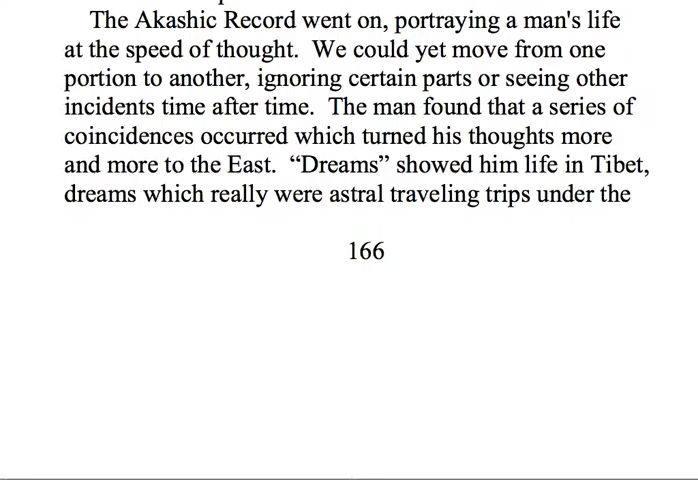 The Akashic Record went on, portraying a man's life
at the speed of thought.  We could yet move from one
portion to another, ignoring certain parts or seeing other
incidents time after time.  The man found that a series of
coincidences occurred which turned his thoughts more
and more to the East.  “Dreams” showed him life in Tibet,
dreams which really were astral traveling trips under the
166